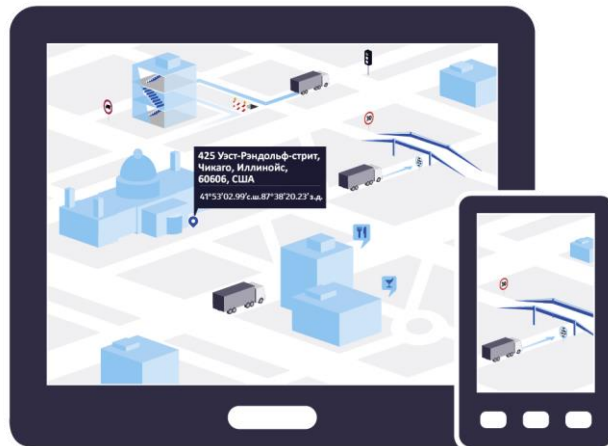 425 Уэст-Рэндольф-стрит,
Чикаго, Иллинойс,
60606, США
41°53'02.99"с.ш.87°38'20.23"з.д.